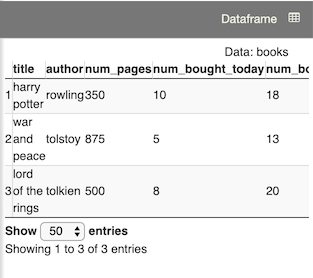 Dataframe
Data: books
title author num_pages num_bought_today num_bo
1 harry potter rowling 350 10 18
2 war and peace tolstoy 875 5 13
3 lord of the rings tolkien 500 8 20
Show 50 entries
Showing 1 to 3 of 3 entries